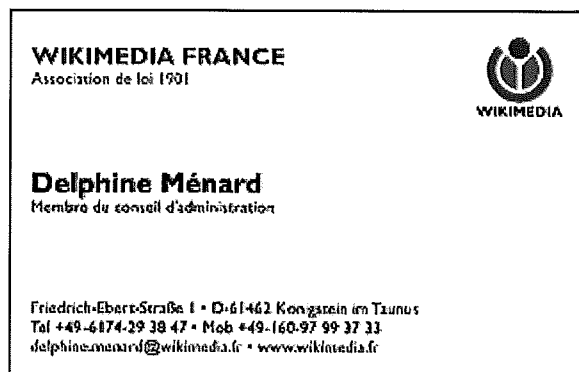 WIKIMEDIA FRANCE
Association de loi 1901
WIKIMEDIA
Delphine Ménard
Membre du conseil d'administration
Friedrich-Ebert-Straße 1 • D-61462 Königstein im Taunus
Tel +49-6174-29 38 47 • Mob +49-160-97 99 37 33
delphine.menard@wikimedia.fr • www.wikimedia.fr